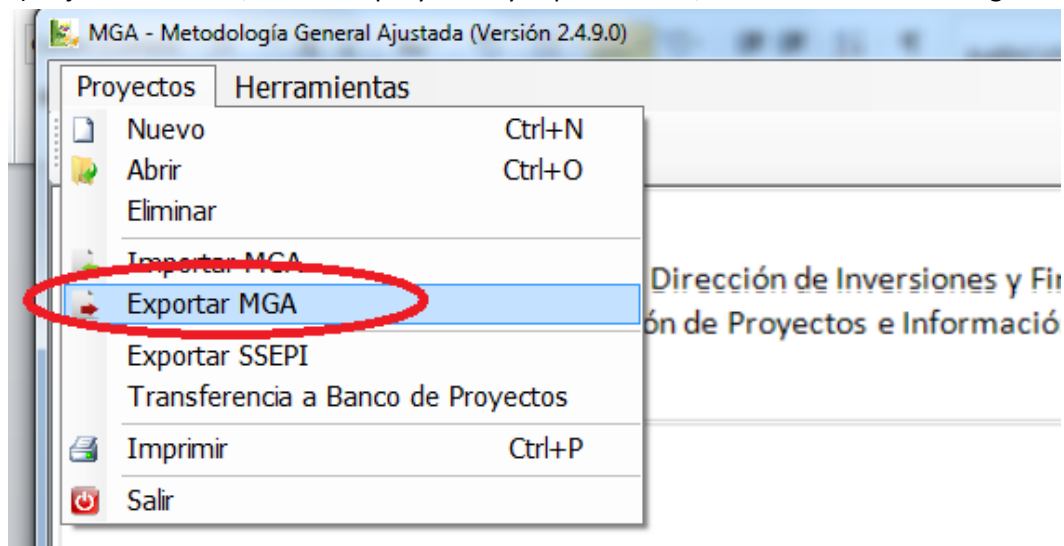 MGA - Metodología General Ajustada (Versión 2.4.9.0)
Proyectos Herramientas
Nuevo Ctrl+N
Abrir Ctrl+O
Eliminar
Importar MGA
Exportar MGA
Exportar SSEPI
Transferencia a Banco de Proyectos
Imprimir Ctrl+P
Salir
Dirección de Inversiones y Fi
ón de Proyectos e Informació